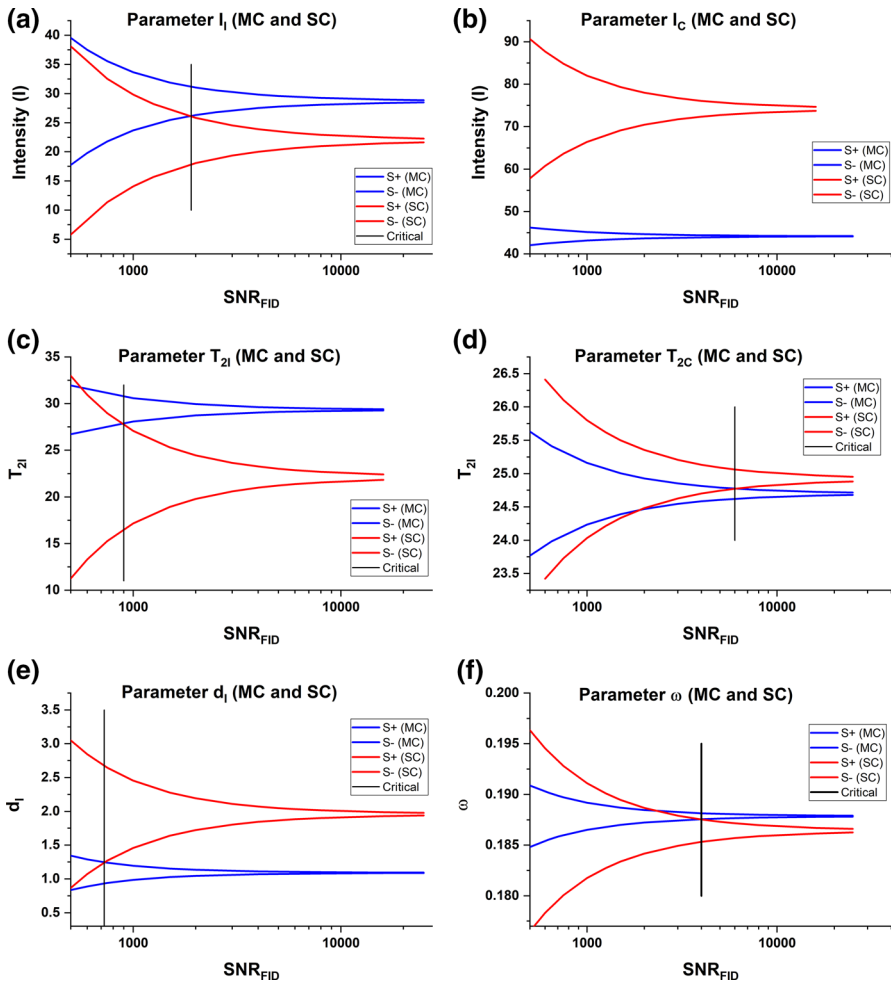 (a)
Parameter I_I (MC and SC)
Intensity (I)
40
35
30
25
20
15
10
5
1000
10000
SNR_FID
S+ (MC)
S- (MC)
S+ (SC)
S- (SC)
Critical
(b)
Parameter I_C (MC and SC)
Intensity (I)
90
80
70
60
50
40
1000
10000
SNR_FID
S+ (MC)
S- (MC)
S+ (SC)
S- (SC)
(c)
Parameter T_2I (MC and SC)
T_2I
35
30
25
20
15
10
1000
10000
SNR_FID
S+ (MC)
S- (MC)
S+ (SC)
S- (SC)
Critical
(d)
Parameter T_2C (MC and SC)
T_2I
26.5
26.0
25.5
25.0
24.5
24.0
23.5
1000
10000
SNR_FID
S+ (MC)
S- (MC)
S+ (SC)
S- (SC)
Critical
(e)
Parameter d_I (MC and SC)
d_I
3.5
3.0
2.5
2.0
1.5
1.0
0.5
1000
10000
SNR_FID
S+ (MC)
S- (MC)
S+ (SC)
S- (SC)
Critical
(f)
Parameter ω (MC and SC)
ω
0.200
0.195
0.190
0.185
0.180
1000
10000
SNR_FID
S+ (MC)
S- (MC)
S+ (SC)
S- (SC)
Critical